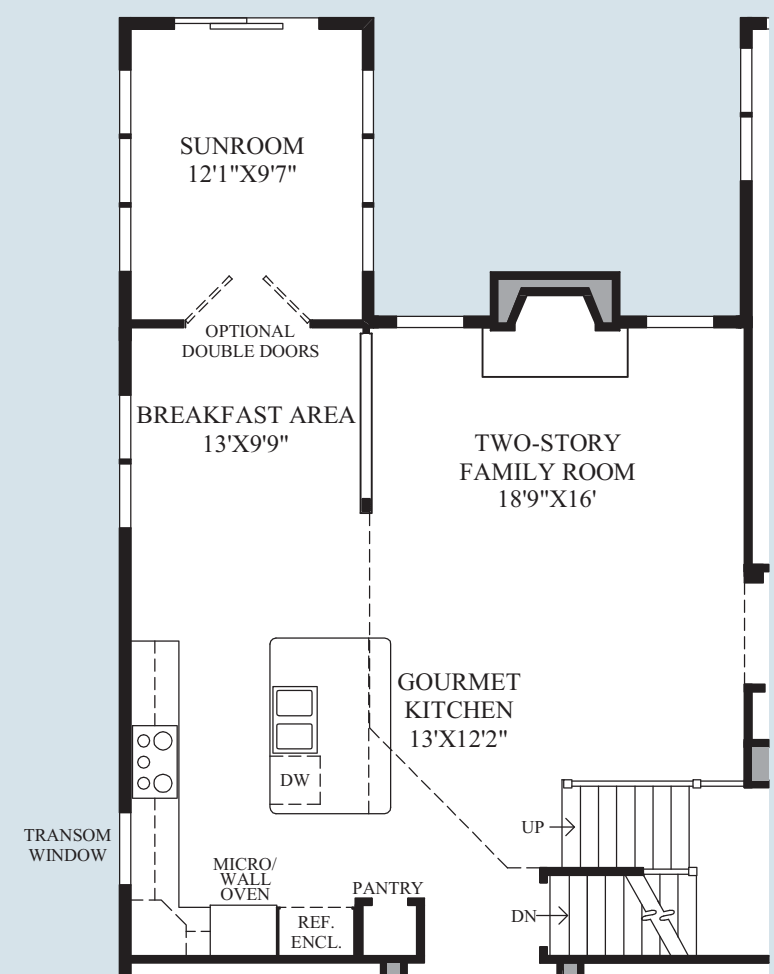 SUNROOM
12'1"X9'7"
OPTIONAL
DOUBLE DOORS
BREAKFAST AREA
13'X9'9"
TWO-STORY
FAMILY ROOM
18'9"X16'
GOURMET
KITCHEN
13'X12'2"
DW
UP
TRANSOM
WINDOW
MICRO/
WALL
OVEN
PANTRY
REF.
ENCL.
DN